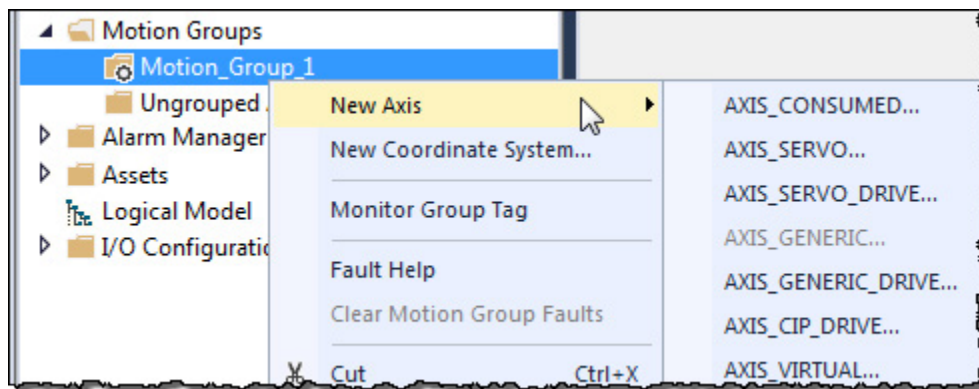 Motion Groups
Motion_Group_1
Ungrouped
Alarm Manager
Assets
Logical Model
I/O Configuratio
New Axis
New Coordinate System...
Monitor Group Tag
Fault Help
Clear Motion Group Faults
Cut Ctrl+X
AXIS_CONSUMED...
AXIS_SERVO...
AXIS_SERVO_DRIVE...
AXIS_GENERIC...
AXIS_GENERIC_DRIVE...
AXIS_CIP_DRIVE...
AXIS_VIRTUAL...